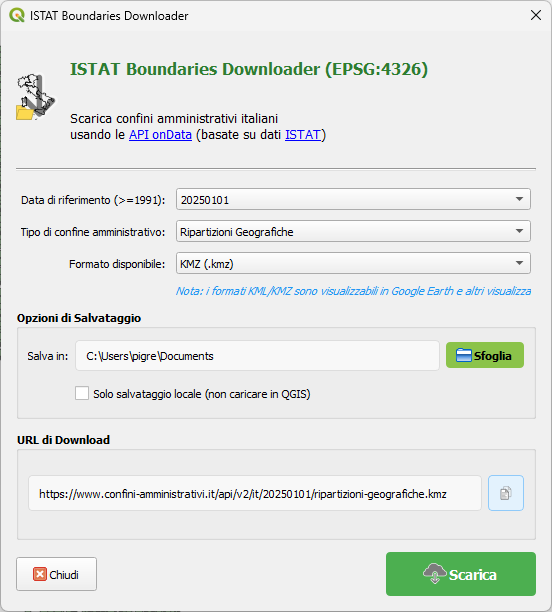 ISTAT Boundaries Downloader
ISTAT Boundaries Downloader (EPSG:4326)
Scarica confini amministrativi italiani
usando le API onData (basate su dati ISTAT)
Data di riferimento (>=1991): 20250101
Tipo di confine amministrativo: Ripartizioni Geografiche
Formato disponibile: KMZ (.kmz)
Nota: i formati KML/KMZ sono visualizzabili in Google Earth e altri visualizza
Opzioni di Salvataggio
Salva in: C:\Users\pigre\Documents Sfoglia
Solo salvataggio locale (non caricare in QGIS)
URL di Download
https://www.confini-amministrativi.it/api/v2/it/20250101/ripartizioni-geografiche.kmz
Chiudi Scarica